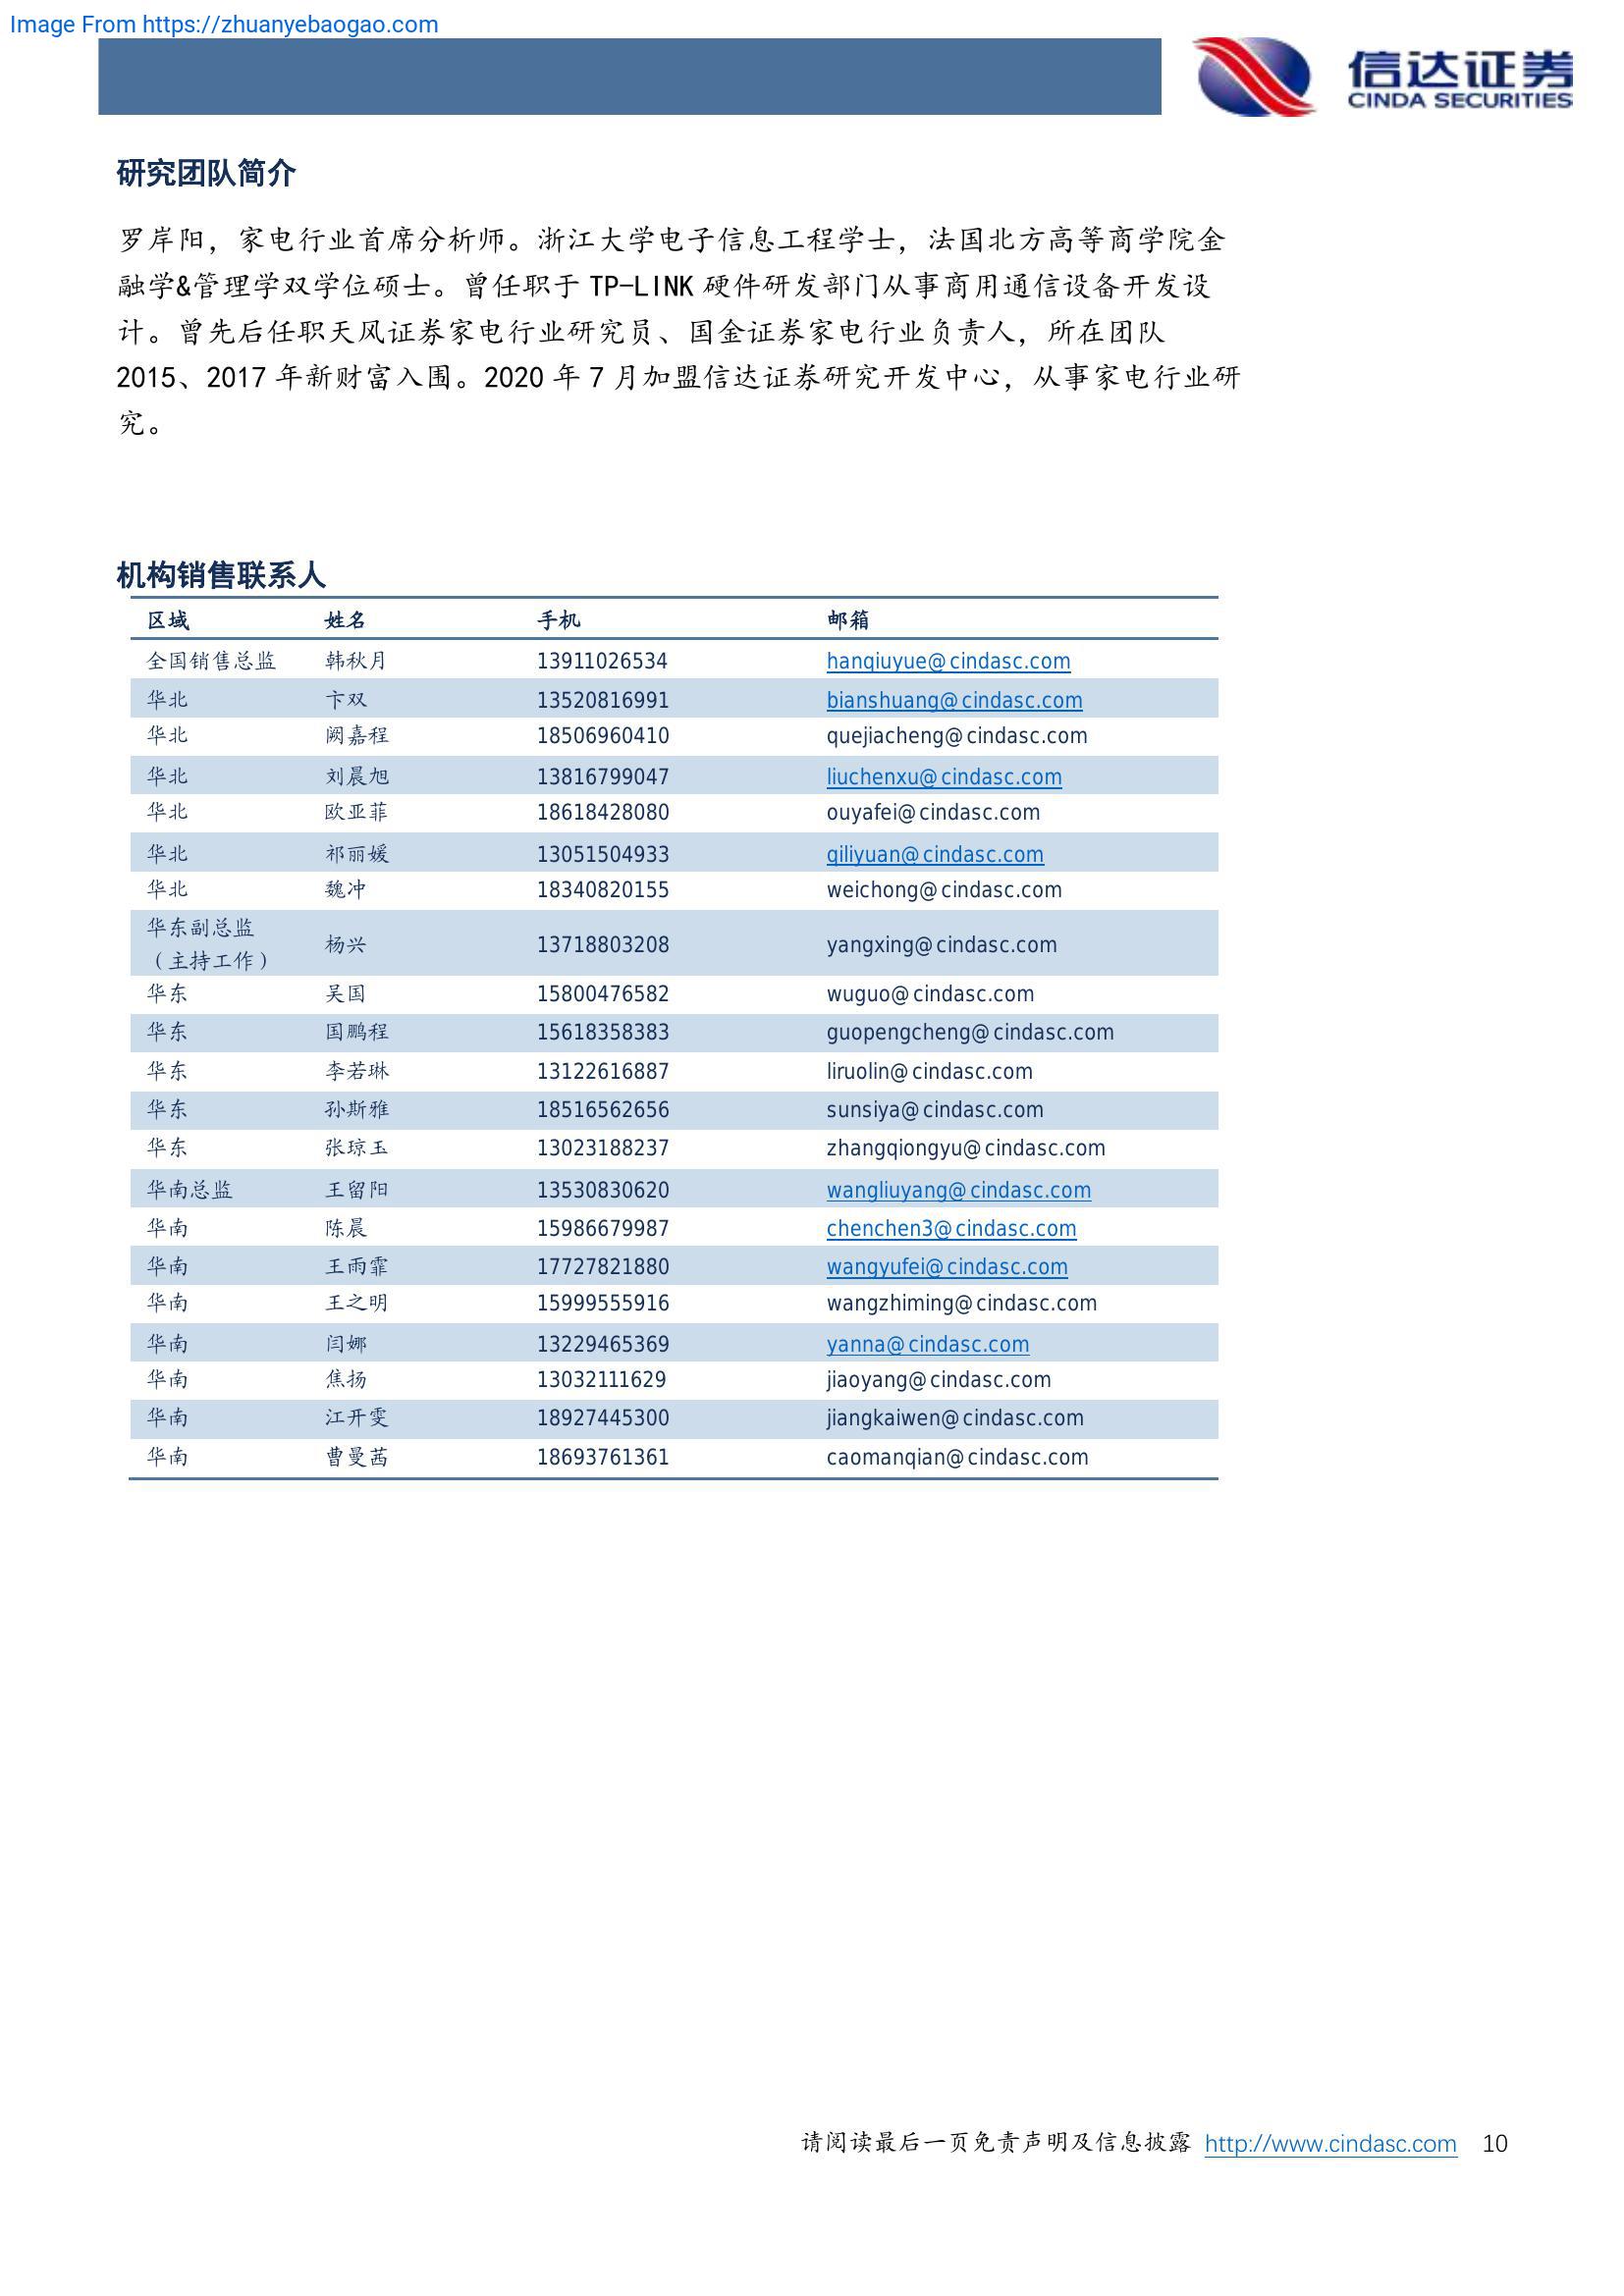 Image From https://zhuanyebaogao.com
信达证券
CINDA SECURITIES
研究团队简介
罗岸阳，家电行业首席分析师。浙江大学电子信息工程学士，法国北方高等商学院金
融学&管理学双学位硕士。曾任职于 TP-LINK 硬件研发部门从事商用通信设备开发设
计。曾先后任职天风证券家电行业研究员、国金证券家电行业负责人，所在团队
2015、2017 年新财富入围。2020 年 7 月加盟信达证券研究开发中心，从事家电行业研
究。
机构销售联系人
区域 姓名 手机 邮箱
全国销售总监 韩秋月 13911026534 hanqiuyue@cindasc.com
华北 卞双 13520816991 bianshuang@cindasc.com
华北 阙嘉程 18506960410 quejiacheng@cindasc.com
华北 刘晨旭 13816799047 liuchenxu@cindasc.com
华北 欧亚菲 18618428080 ouyafei@cindasc.com
华北 祁丽媛 13051504933 qiliyuan@cindasc.com
华北 魏冲 18340820155 weichong@cindasc.com
华东副总监
（主持工作） 杨兴 13718803208 yangxing@cindasc.com
华东 吴国 15800476582 wuguo@cindasc.com
华东 国鹏程 15618358383 guopengcheng@cindasc.com
华东 李若琳 13122616887 liruolin@cindasc.com
华东 孙斯雅 18516562656 sunsiya@cindasc.com
华东 张琼玉 13023188237 zhangqiongyu@cindasc.com
华南总监 王留阳 13530830620 wangliuyang@cindasc.com
华南 陈晨 15986679987 chenchen3@cindasc.com
华南 王雨霏 17727821880 wangyufei@cindasc.com
华南 王之明 15999555916 wangzhiming@cindasc.com
华南 闫娜 13229465369 yanna@cindasc.com
华南 焦扬 13032111629 jiaoyang@cindasc.com
华南 江开雯 18927445300 jiangkaiwen@cindasc.com
华南 曹曼茜 18693761361 caomanqian@cindasc.com
请阅读最后一页免责声明及信息披露 http://www.cindasc.com 10